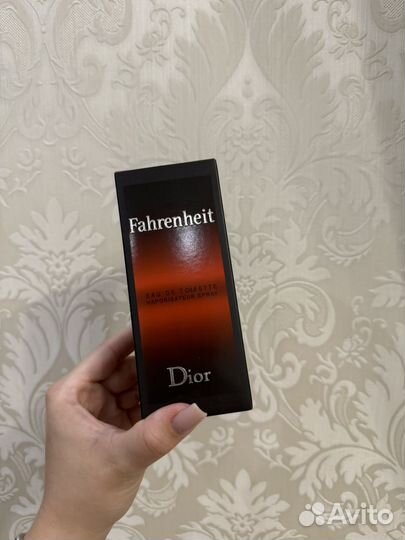 Fahrenheit
EAU DE TOILETTE
VAPORISATEUR SPRAY
Dior
Avito